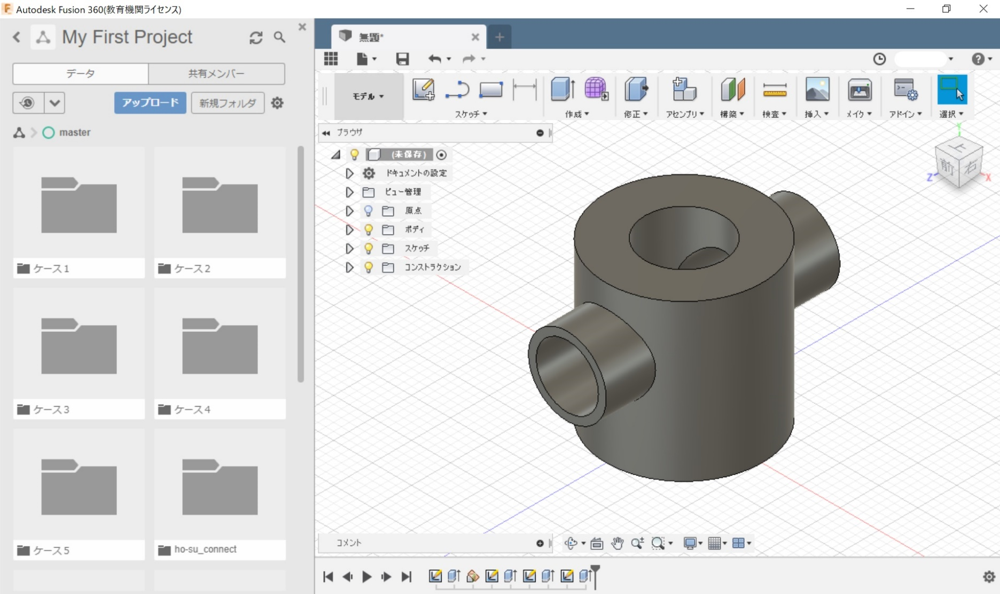 Autodesk Fusion 360(教育機関ライセンス)
My First Project
データ
共有メンバー
アップロード
新規フォルダ
master
ケース1
ケース2
ケース3
ケース4
ケース5
ho-su_connect
無題*
モデル
スケッチ
作成
修正
アセンブリ
構築
検査
挿入
メイク
アドイン
選択
ブラウザ
(未保存)
ドキュメントの設定
ビュー管理
原点
ボディ
スケッチ
コンストラクション
Y
上
前
右
Z
X
コメント